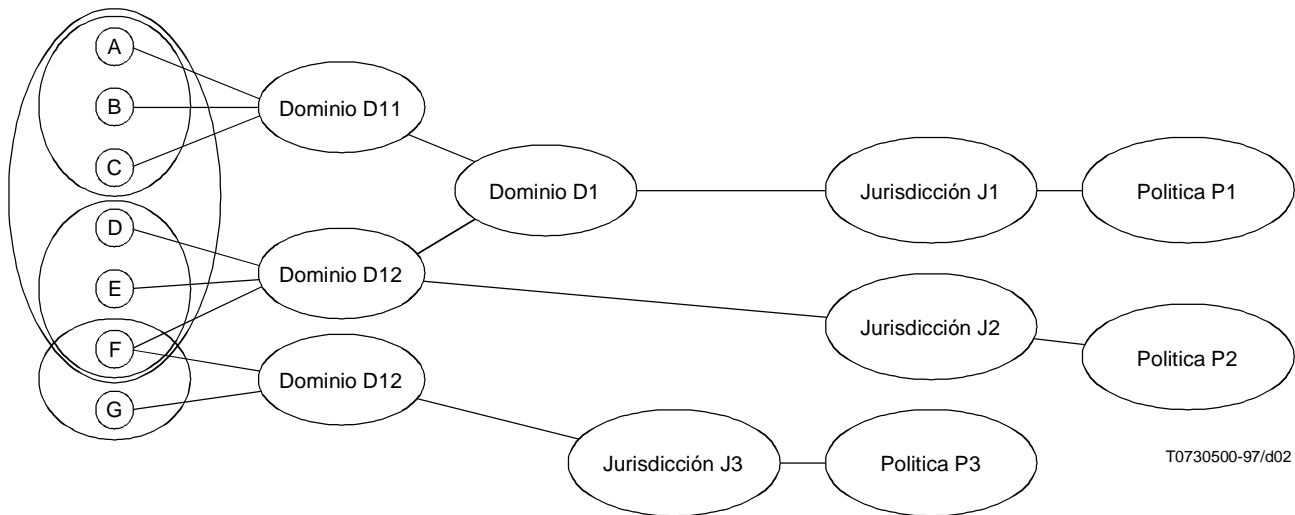 A
B
C
D
E
F
G
Dominio D11
Dominio D12
Dominio D12
Dominio D1
Jurisdicción J1
Politica P1
Jurisdicción J2
Politica P2
Jurisdicción J3
Politica P3
T0730500-97/d02